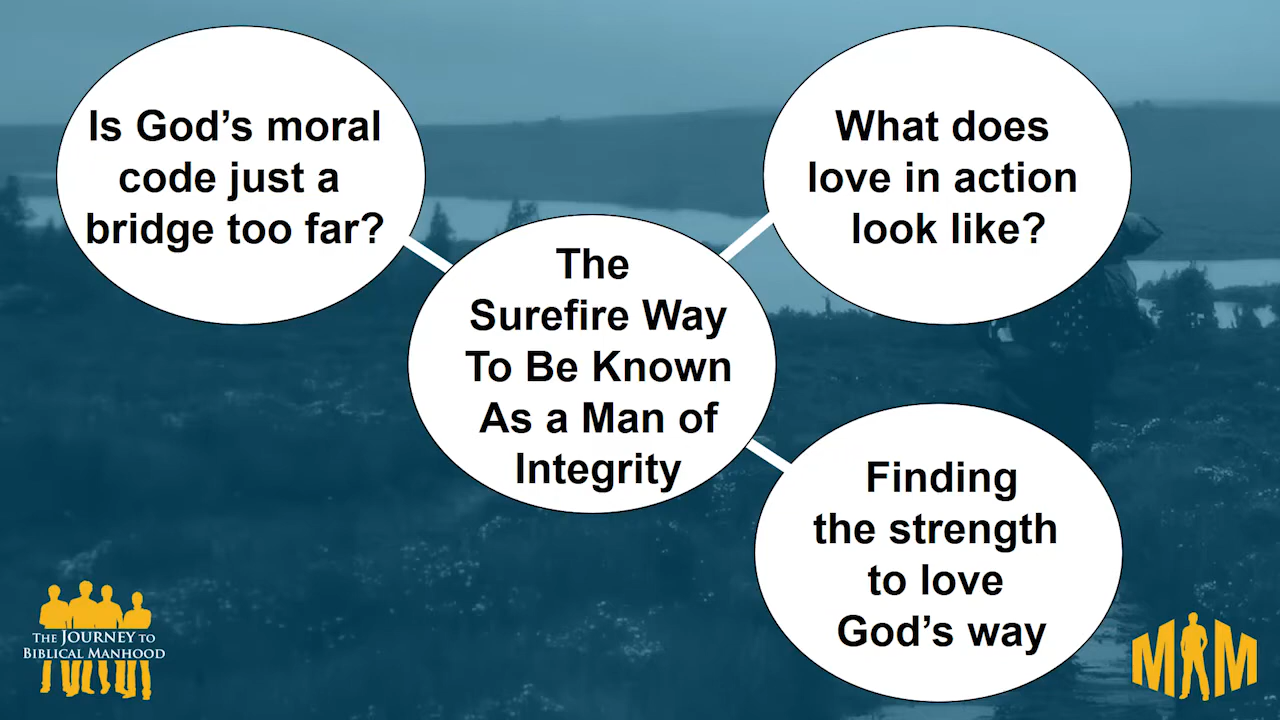 Is God’s moral
code just a
bridge too far?
What does
love in action
look like?
The
Surefire Way
To Be Known
As a Man of
Integrity
Finding
the strength
to love
God’s way
THE JOURNEY TO
BIBLICAL MANHOOD
M M